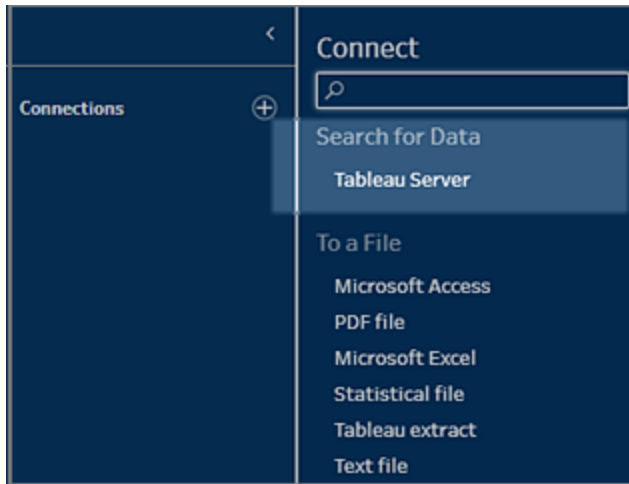 Connections
Connect
Search for Data
Tableau Server
To a File
Microsoft Access
PDF file
Microsoft Excel
Statistical file
Tableau extract
Text file